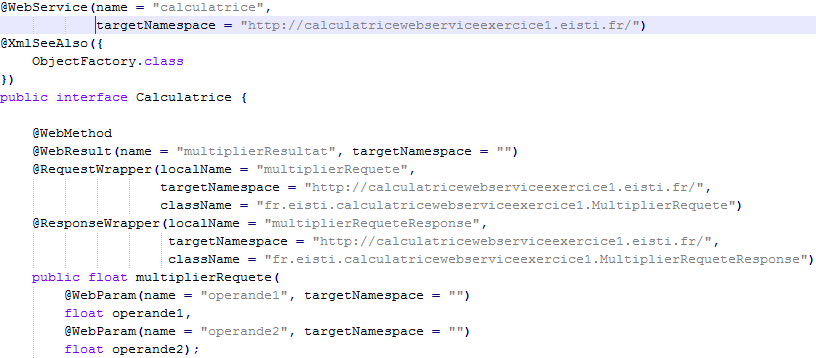 @WebService(name = "calculatrice",
            targetNamespace = "http://calculatricewebserviceexercice1.eisti.fr/")
@XmlSeeAlso({
    ObjectFactory.class
})
public interface Calculatrice {
    @WebMethod
    @WebResult(name = "multiplierResultat", targetNamespace = "")
    @RequestWrapper(localName = "multiplierRequete",
                    targetNamespace = "http://calculatricewebserviceexercice1.eisti.fr/",
                    className = "fr.eisti.calculatricewebserviceexercice1.MultiplierRequete")
    @ResponseWrapper(localName = "multiplierRequeteResponse",
                     targetNamespace = "http://calculatricewebserviceexercice1.eisti.fr/",
                     className = "fr.eisti.calculatricewebserviceexercice1.MultiplierRequeteResponse")
    public float multiplierRequete(
        @WebParam(name = "operande1", targetNamespace = "")
        float operande1,
        @WebParam(name = "operande2", targetNamespace = "")
        float operande2);